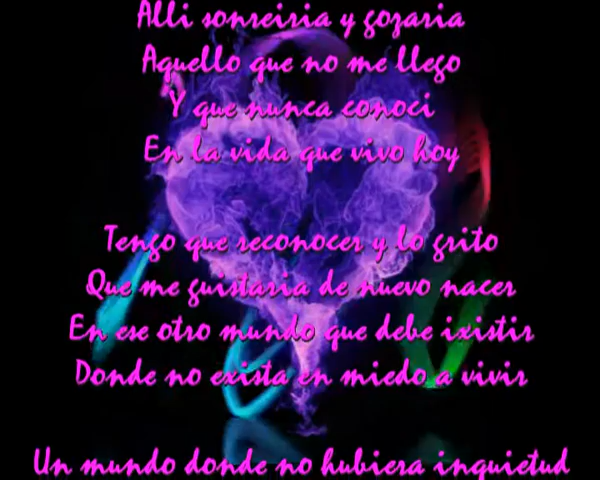 Alli sonreiria y gozaria
Aquello que no me llego
Y que nunca conoci
En la vida que vivo hoy
Tengo que reconocer y lo grito
Que me guistaria de nuevo nacer
En ese otro mundo que debe ixistir
Donde no exista en miedo a vivir
Un mundo donde no hubiera inquietud